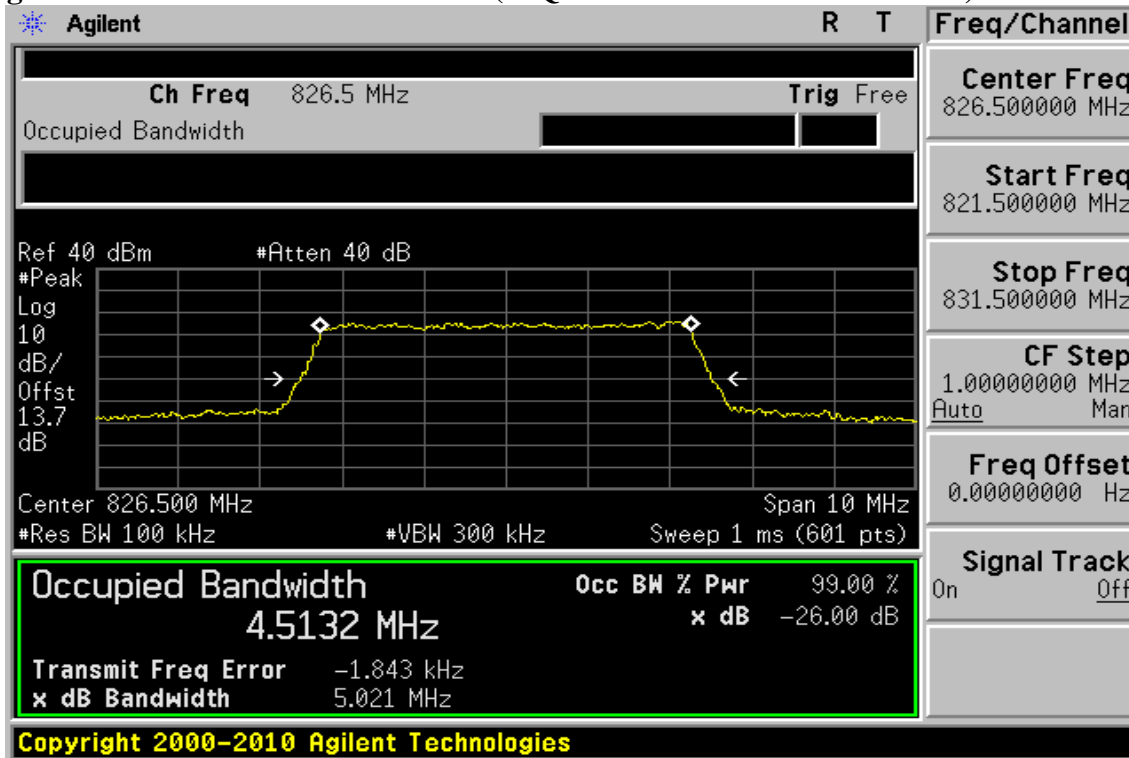 Agilent R T
Freq/Channel
Ch Freq 826.5 MHz Trig Free
Occupied Bandwidth
Center Freq
826.500000 MHz
Start Freq
821.500000 MHz
Stop Freq
831.500000 MHz
CF Step
1.00000000 MHz
Auto Man
Freq Offset
0.00000000 Hz
Signal Track
On Off
Ref 40 dBm #Atten 40 dB
#Peak
Log
10
dB/
Offst
13.7
dB
Center 826.500 MHz Span 10 MHz
#Res BW 100 kHz #VBW 300 kHz Sweep 1 ms (601 pts)
Occupied Bandwidth
4.5132 MHz
Occ BW % Pwr 99.00 %
x dB -26.00 dB
Transmit Freq Error -1.843 kHz
x dB Bandwidth 5.021 MHz
Copyright 2000-2010 Agilent Technologies